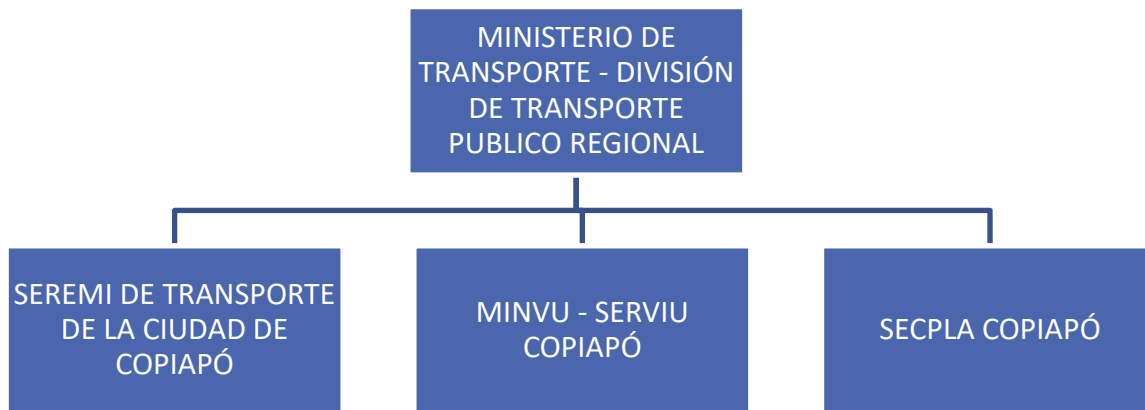 MINISTERIO DE
TRANSPORTE - DIVISIÓN
DE TRANSPORTE
PUBLICO REGIONAL
SEREMI DE TRANSPORTE
DE LA CIUDAD DE
COPIAPÓ
MINVU - SERVIU
COPIAPÓ
SECPLA COPIAPÓ